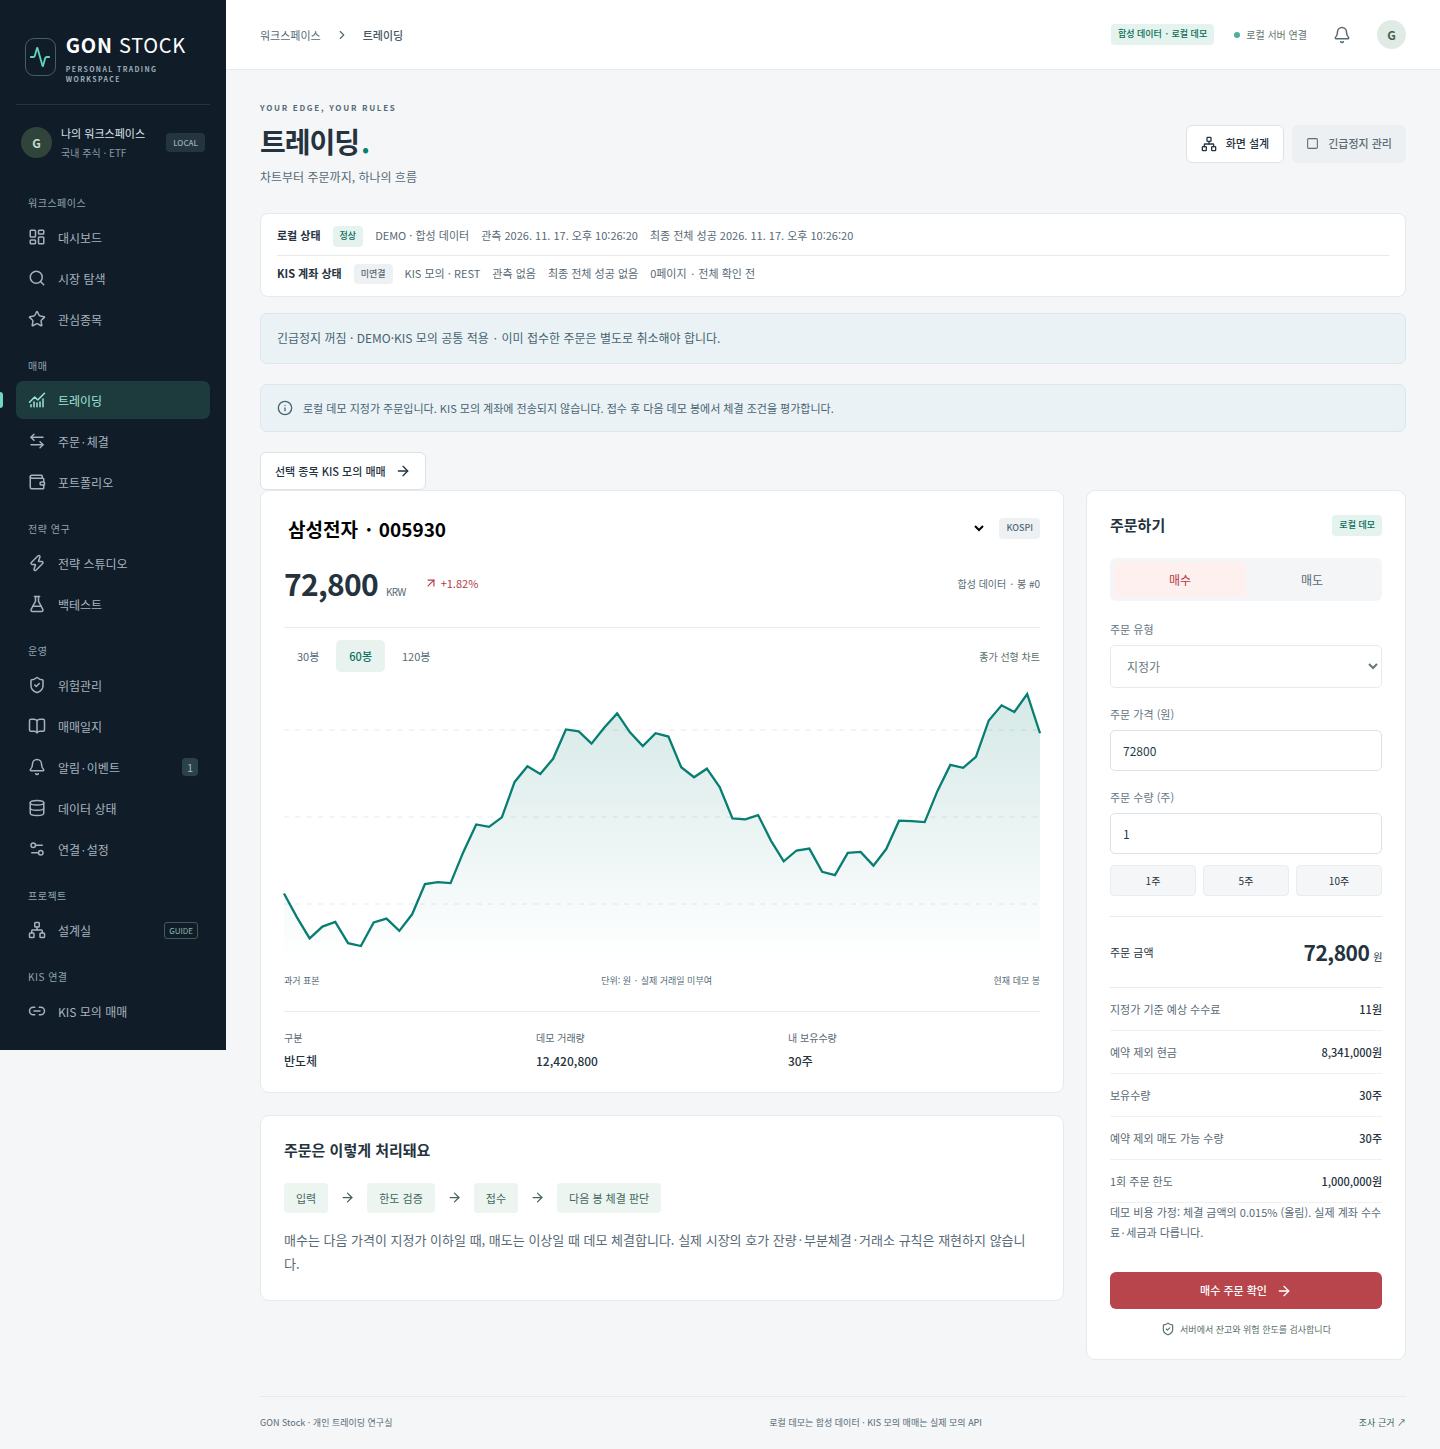 GON STOCK
PERSONAL TRADING
WORKSPACE
G
나의 워크스페이스
국내 주식 · ETF
LOCAL
워크스페이스
대시보드
시장 탐색
관심종목
매매
트레이딩
주문·체결
포트폴리오
전략 연구
전략 스튜디오
백테스트
운영
위험관리
매매일지
알림·이벤트
1
데이터 상태
연결·설정
프로젝트
설계실
GUIDE
KIS 연결
KIS 모의 매매
워크스페이스
트레이딩
합성 데이터 · 로컬 데모
로컬 서버 연결
G
YOUR EDGE, YOUR RULES
트레이딩.
차트부터 주문까지, 하나의 흐름
화면 설계
긴급정지 관리
로컬 상태 정상 DEMO · 합성 데이터 관측 2026. 11. 17. 오후 10:26:20 최종 전체 성공 2026. 11. 17. 오후 10:26:20
KIS 계좌 상태 미연결 KIS 모의 · REST 관측 없음 최종 전체 성공 없음 0페이지 · 전체 확인 전
긴급정지 꺼짐 · DEMO·KIS 모의 공통 적용 · 이미 접수한 주문은 별도로 취소해야 합니다.
로컬 데모 지정가 주문입니다. KIS 모의 계좌에 전송되지 않습니다. 접수 후 다음 데모 봉에서 체결 조건을 평가합니다.
선택 종목 KIS 모의 매매
삼성전자 · 005930
KOSPI
72,800 KRW
+1.82%
합성 데이터 · 봉 #0
30봉
60봉
120봉
종가 선형 차트
과거 표본
단위: 원 · 실제 거래일 미부여
현재 데모 봉
구분
반도체
데모 거래량
12,420,800
내 보유수량
30주
주문은 이렇게 처리돼요
입력
한도 검증
접수
다음 봉 체결 판단
매수는 다음 가격이 지정가 이하일 때, 매도는 이상일 때 데모 체결합니다. 실제 시장의 호가 잔량·부분체결·거래소 규칙은 재현하지 않습니
다.
주문하기
로컬 데모
매수
매도
주문 유형
지정가
주문 가격 (원)
72800
주문 수량 (주)
1
1주
5주
10주
주문 금액
72,800 원
지정가 기준 예상 수수료
11원
예약 제외 현금
8,341,000원
보유수량
30주
예약 제외 매도 가능 수량
30주
1회 주문 한도
1,000,000원
데모 비용 가정: 체결 금액의 0.015% (올림). 실제 계좌 수수
료·세금과 다릅니다.
매수 주문 확인
서버에서 잔고와 위험 한도를 검사합니다
GON Stock · 개인 트레이딩 연구실
로컬 데모는 합성 데이터 · KIS 모의 매매는 실제 모의 API
조사 근거 ↗